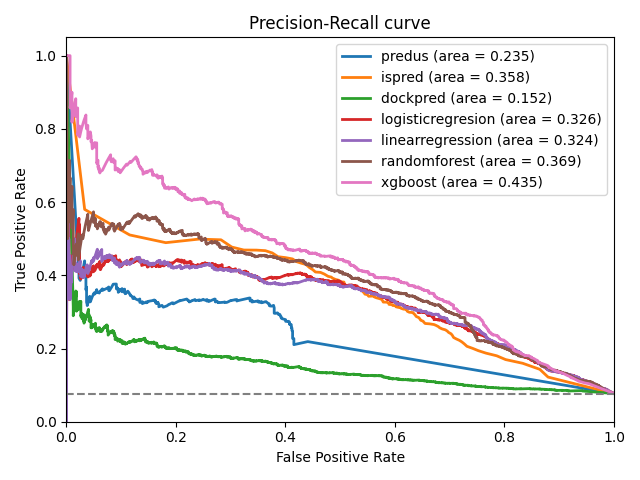 Precision-Recall curve
predus (area = 0.235)
ispred (area = 0.358)
dockpred (area = 0.152)
logisticregresion (area = 0.326)
linearregression (area = 0.324)
randomforest (area = 0.369)
xgboost (area = 0.435)
True Positive Rate
1.0
0.8
0.6
0.4
0.2
0.0
0.0 0.2 0.4 0.6 0.8 1.0
False Positive Rate